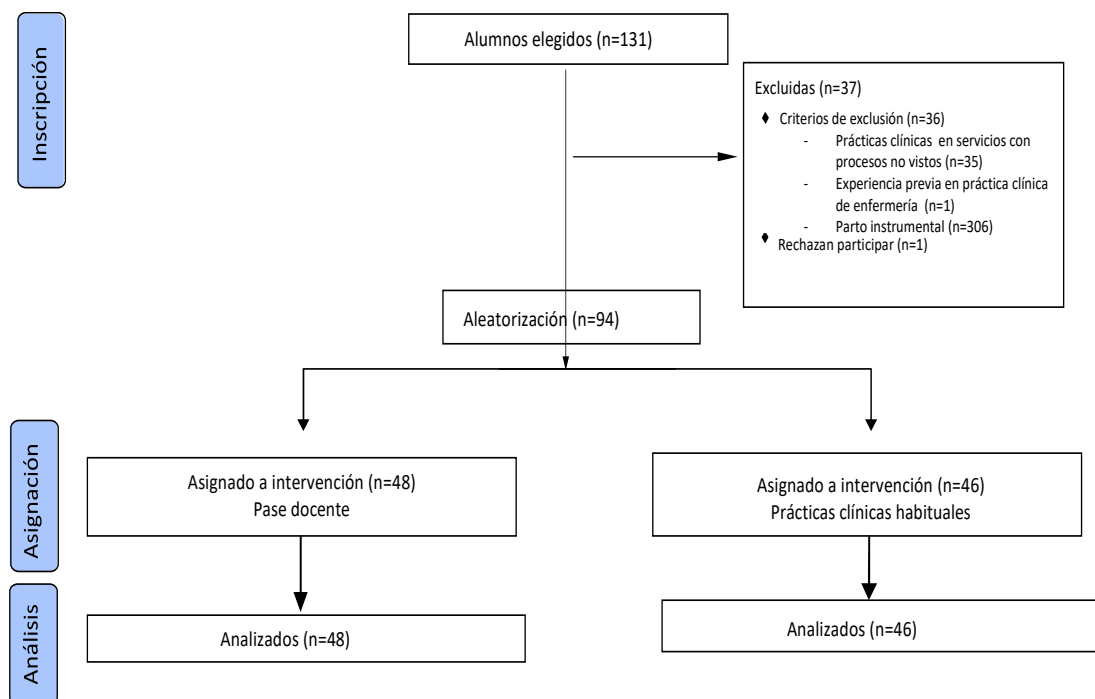 Inscripción
Alumnos elegidos (n=131)
Excluidas (n=37)
♦ Criterios de exclusión (n=36)
- Prácticas clínicas en servicios con
procesos no vistos (n=35)
- Experiencia previa en práctica clínica
de enfermería (n=1)
- Parto instrumental (n=306)
♦ Rechazan participar (n=1)
Aleatorización (n=94)
Asignación
Asignado a intervención (n=48)
Pase docente
Asignado a intervención (n=46)
Prácticas clínicas habituales
Análisis
Analizados (n=48)
Analizados (n=46)